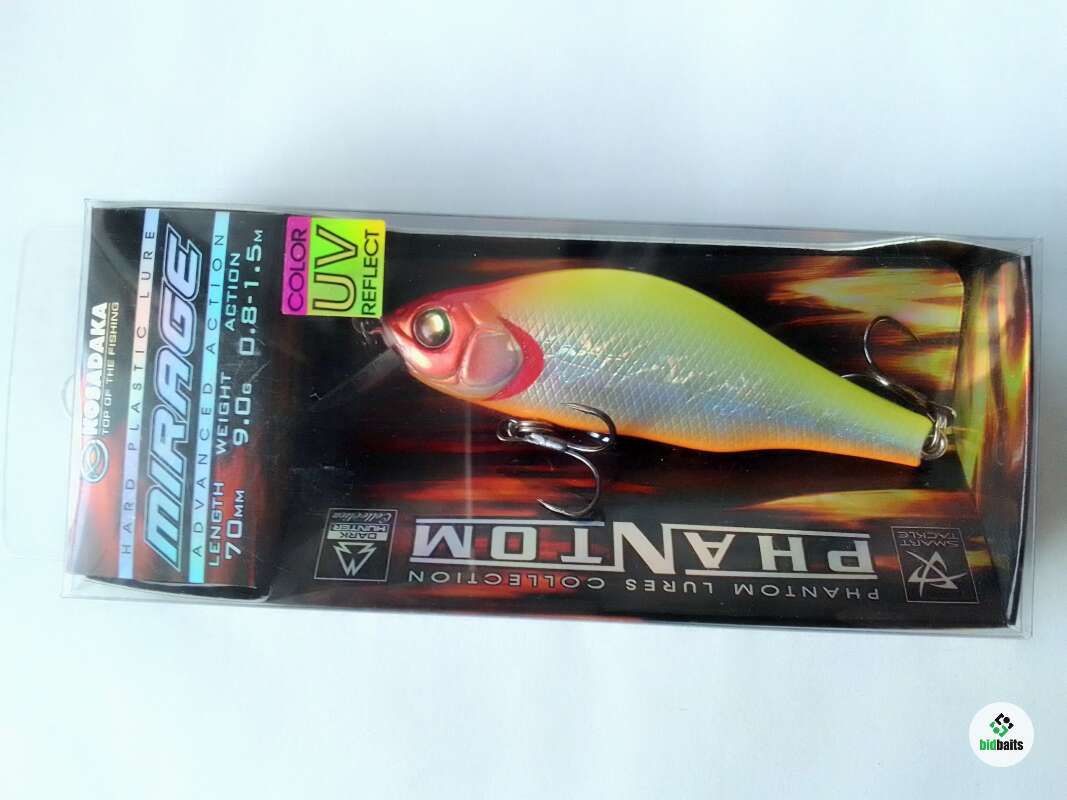 KOSADAKA
TOP OF THE FISHING
HARD PLASTIC LURE
MIRAGE
ADVANCED ACTION
LENGTH WEIGHT ACTION
70MM 9.0G 0.8-1.5M
COLOR
UV
REFLECT
PHANTOM
PHANTOM LURES COLLECTION
DARK
HUNTER
Collection
SMART
TACKLE
bidbaits